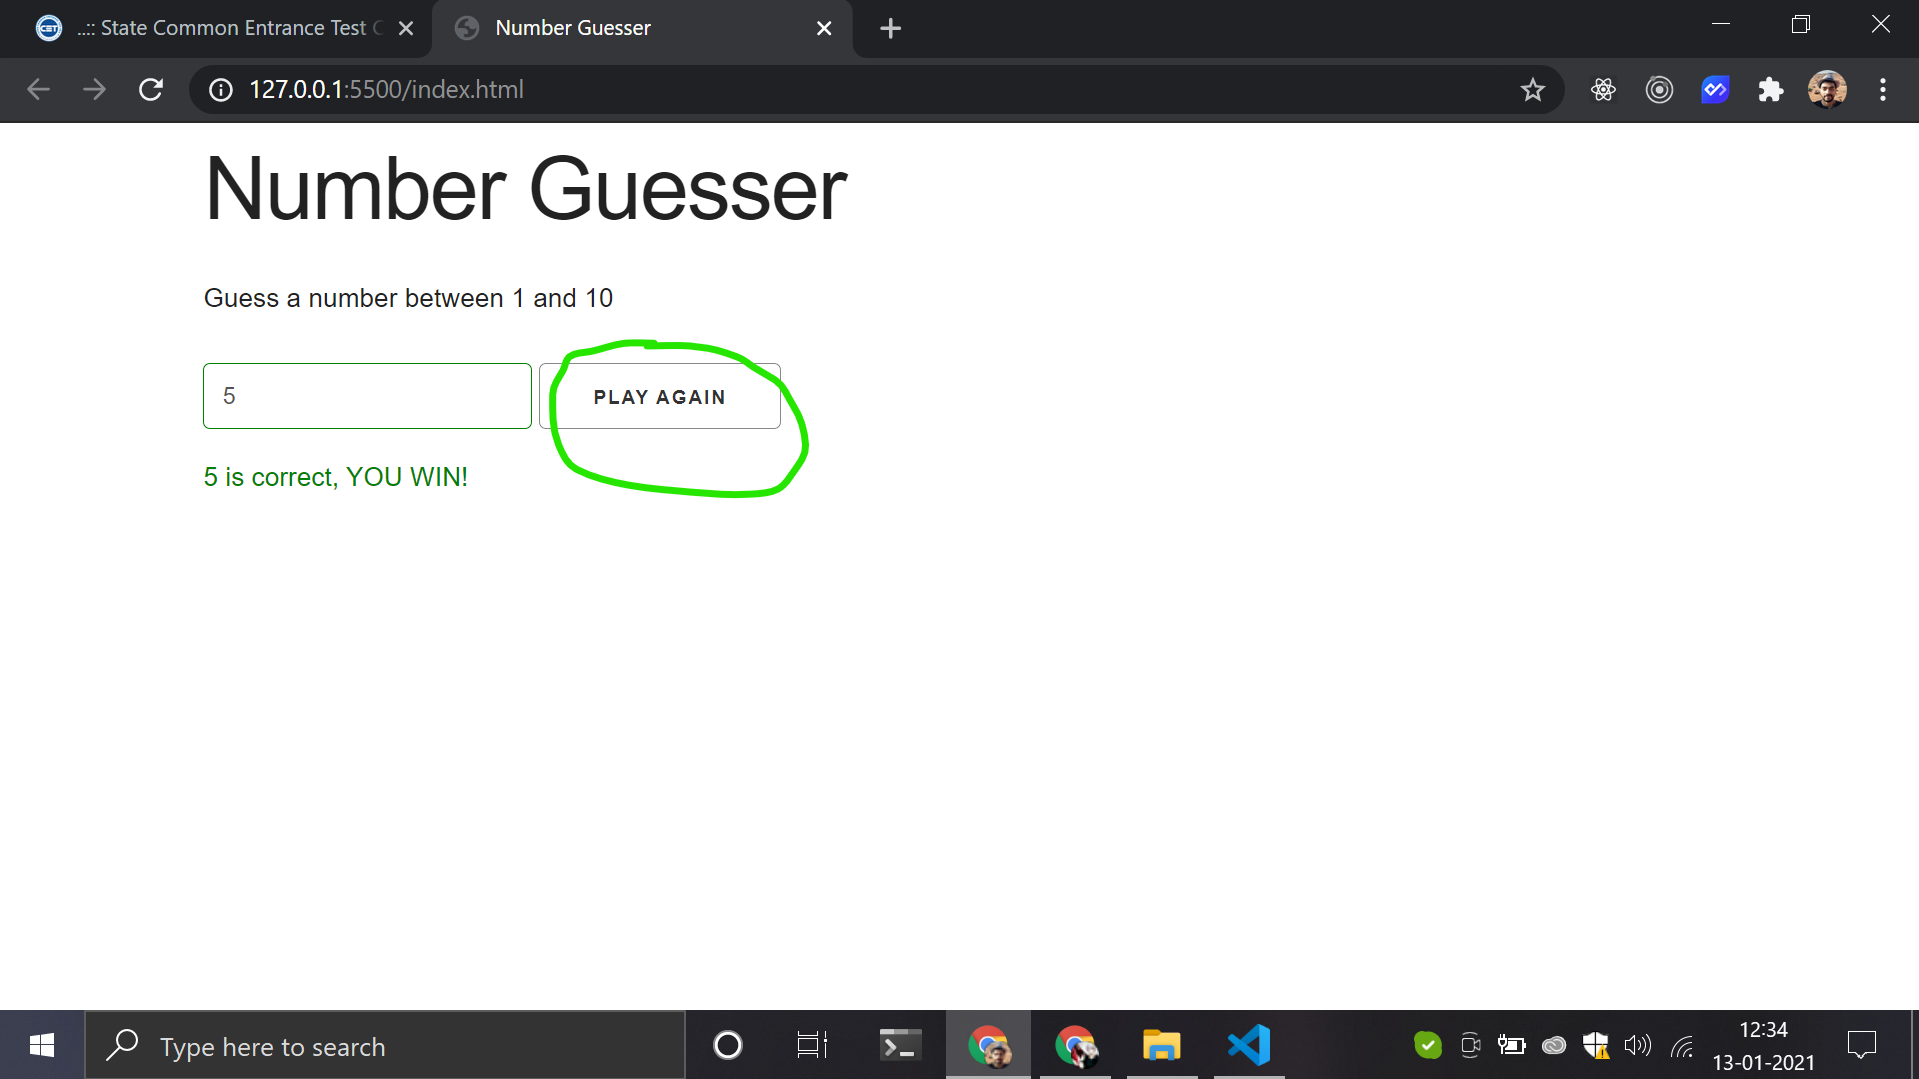 ..:: State Common Entrance Test C
Number Guesser
127.0.0.1:5500/index.html
Number Guesser
Guess a number between 1 and 10
5
PLAY AGAIN
5 is correct, YOU WIN!
Type here to search
12:34
13-01-2021